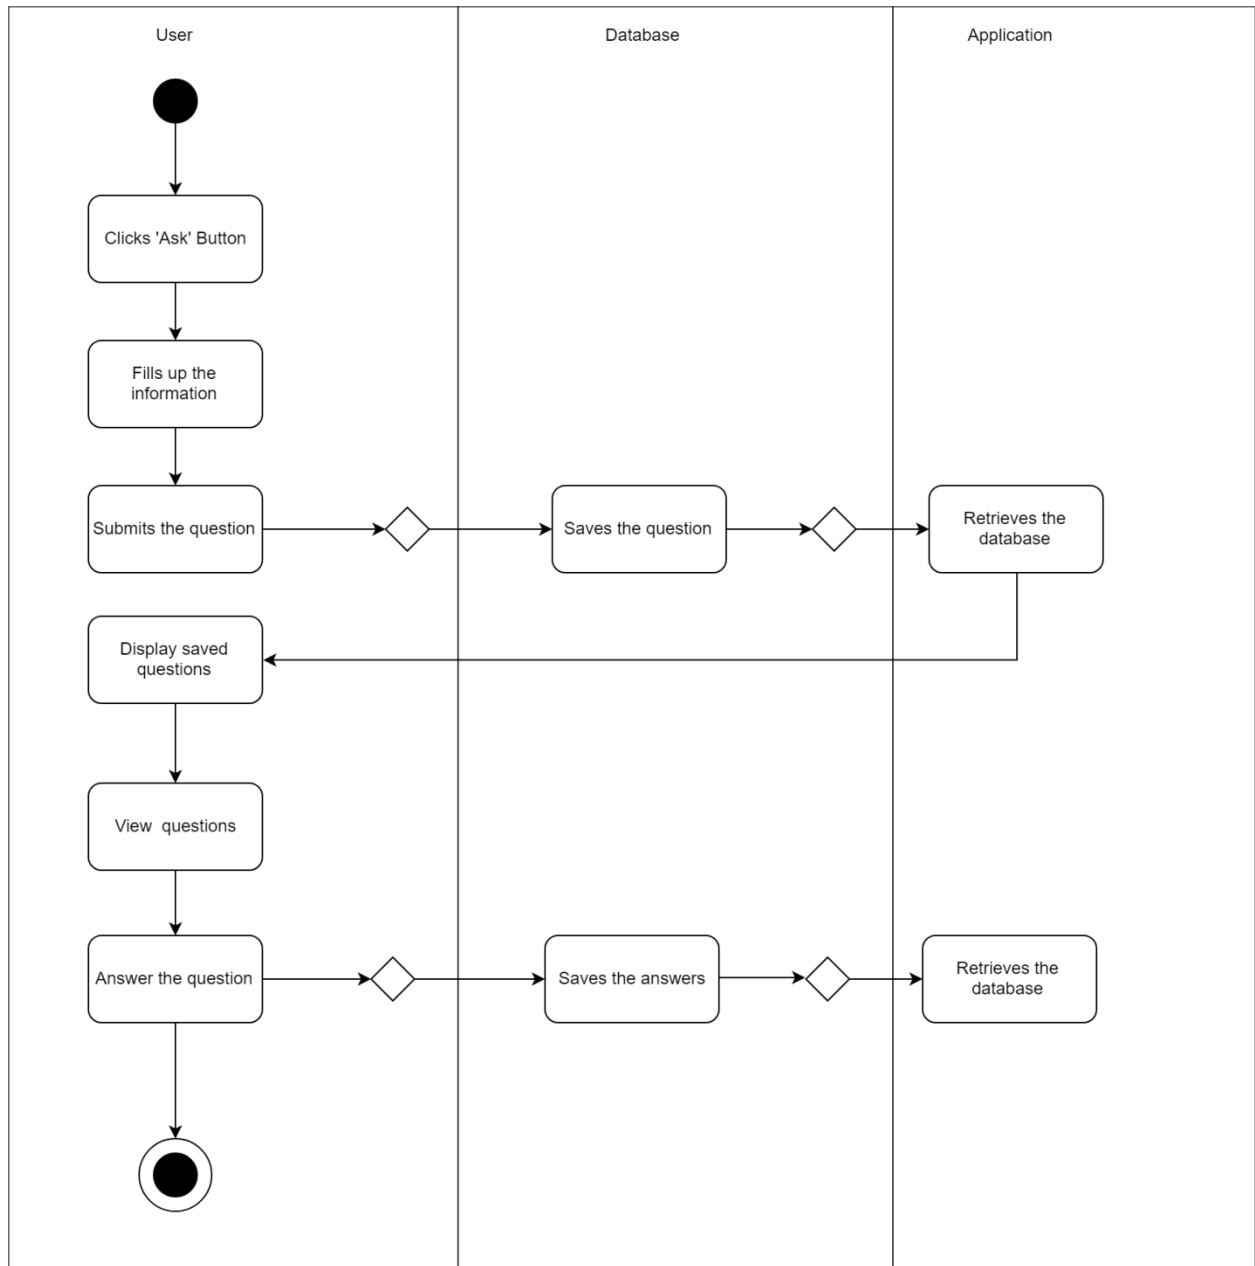 User
Database
Application
Clicks 'Ask' Button
Fills up the
information
Submits the question
Saves the question
Retrieves the
database
Display saved
questions
View questions
Answer the question
Saves the answers
Retrieves the
database